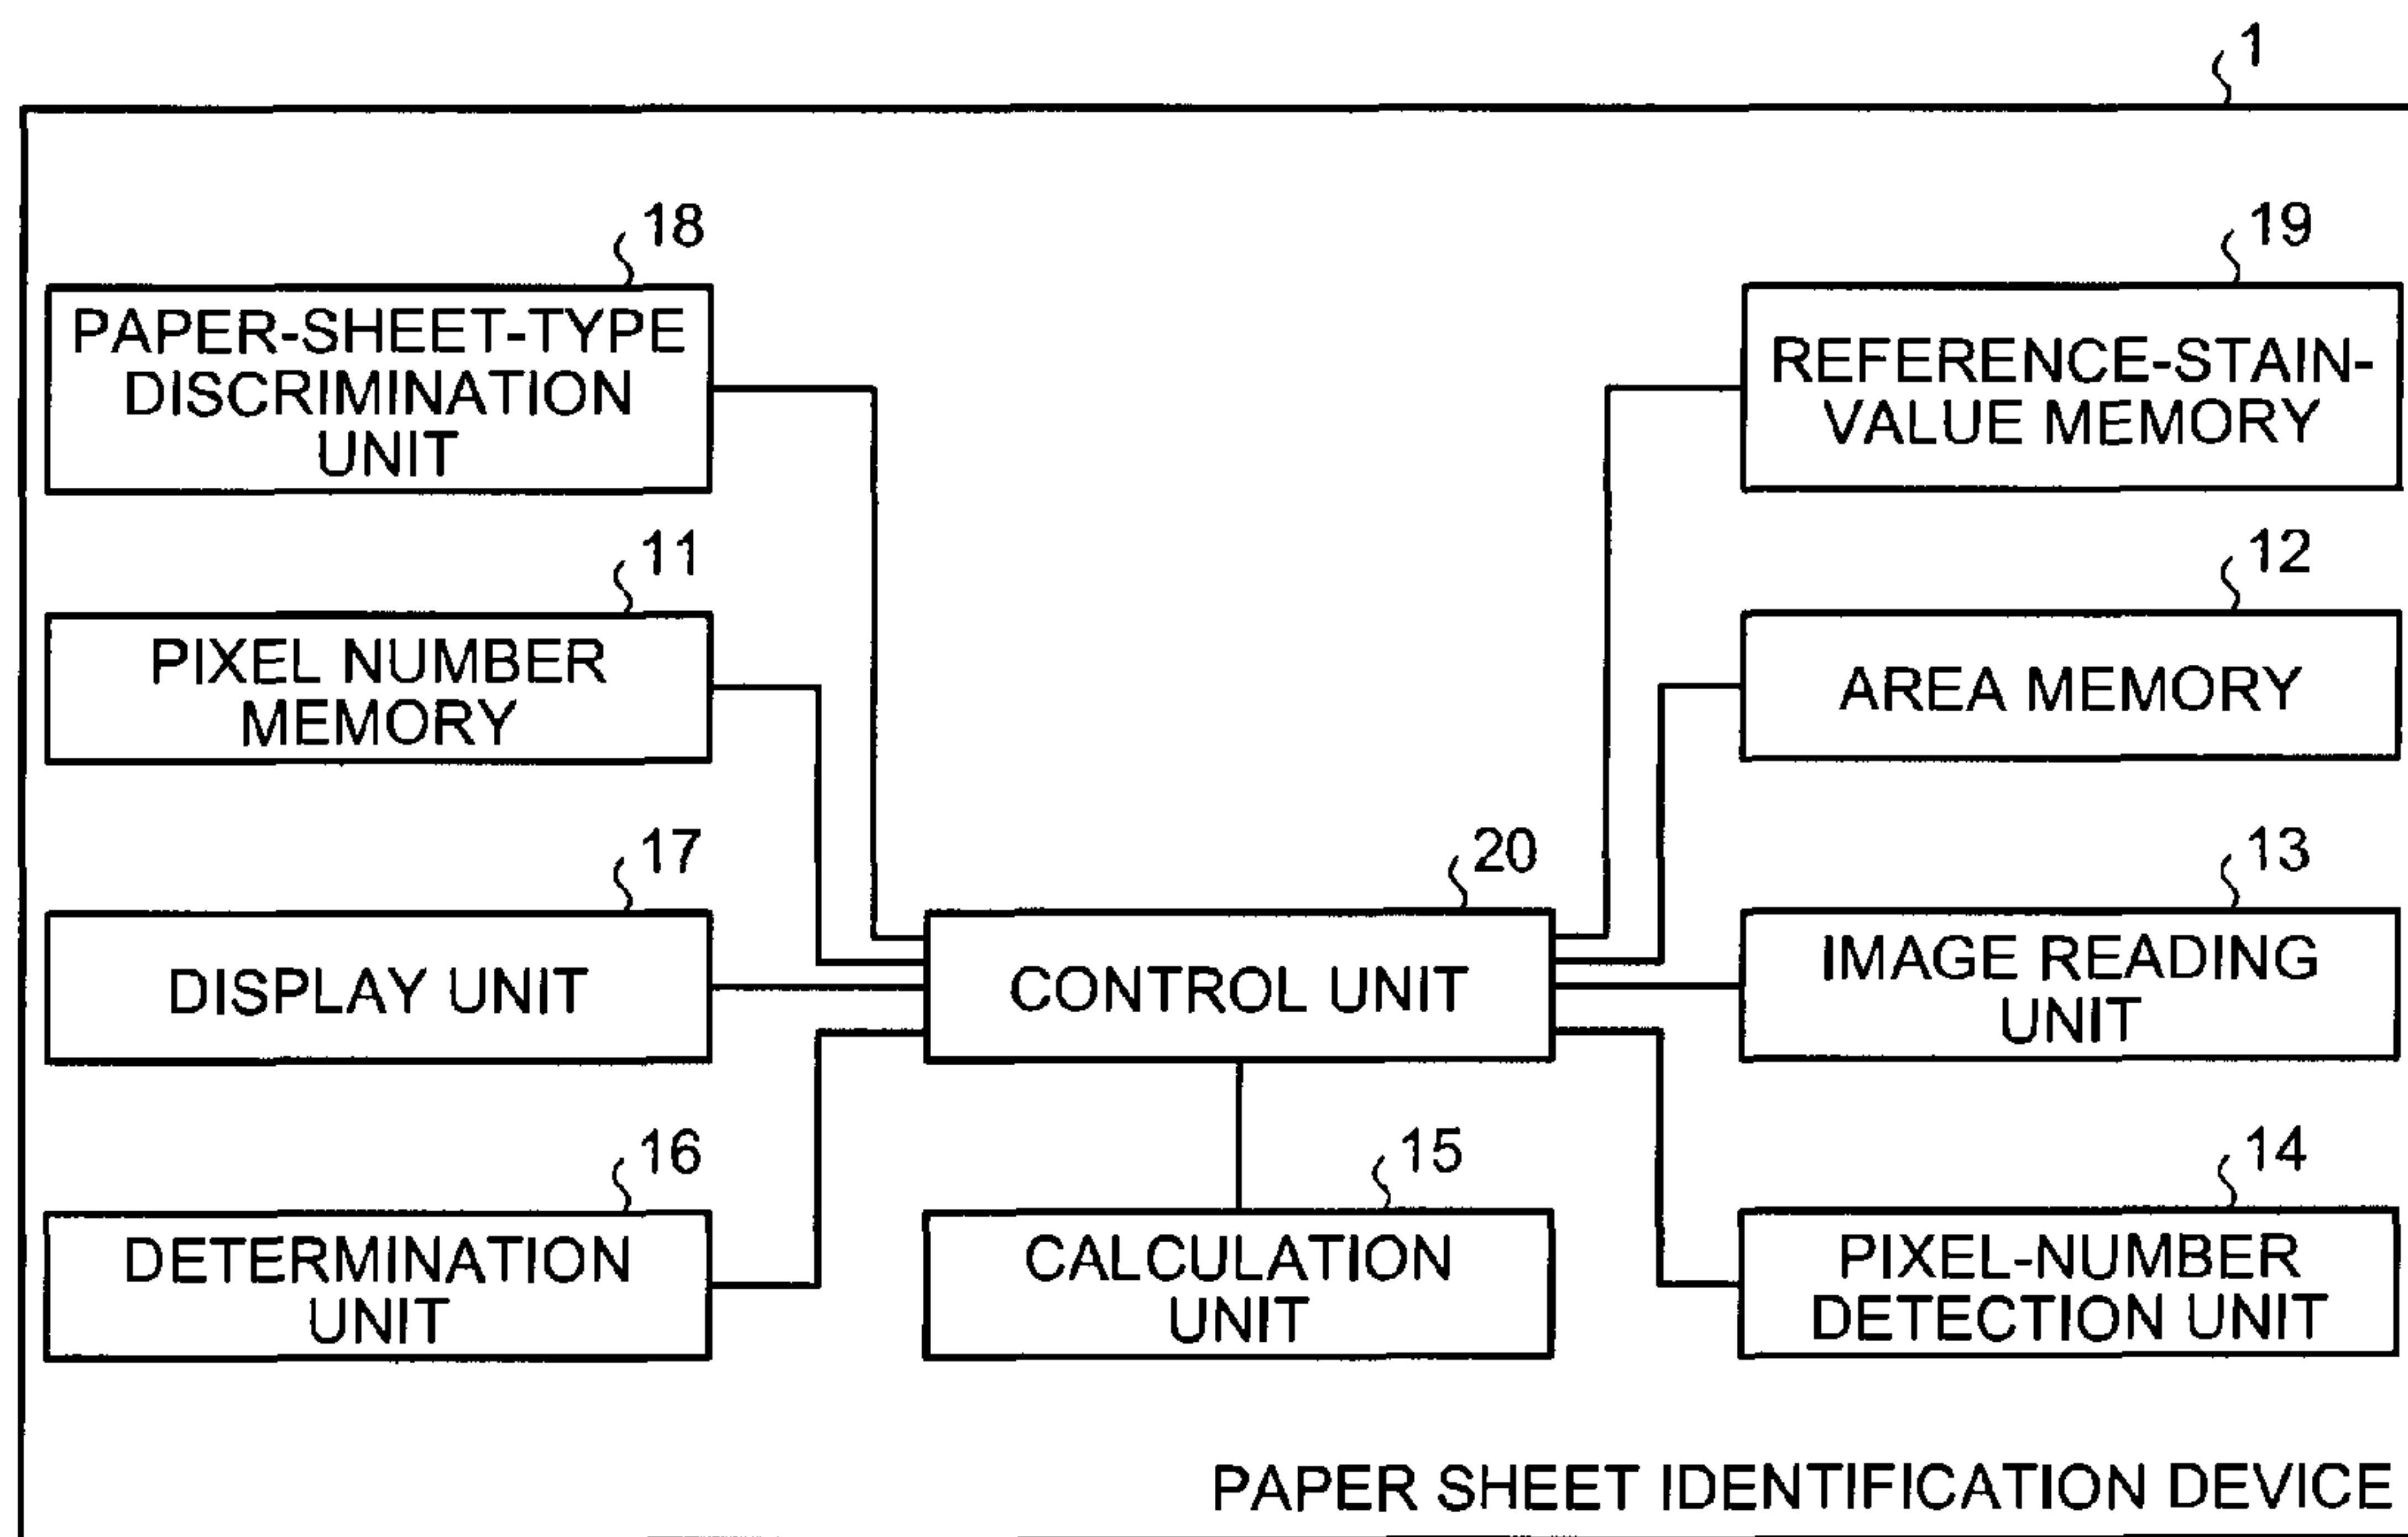 1
18
PAPER-SHEET-TYPE
DISCRIMINATION
UNIT
19
REFERENCE-STAIN-
VALUE MEMORY
11
PIXEL NUMBER
MEMORY
12
AREA MEMORY
17
DISPLAY UNIT
20
CONTROL UNIT
13
IMAGE READING
UNIT
16
DETERMINATION
UNIT
15
CALCULATION
UNIT
14
PIXEL-NUMBER
DETECTION UNIT
PAPER SHEET IDENTIFICATION DEVICE